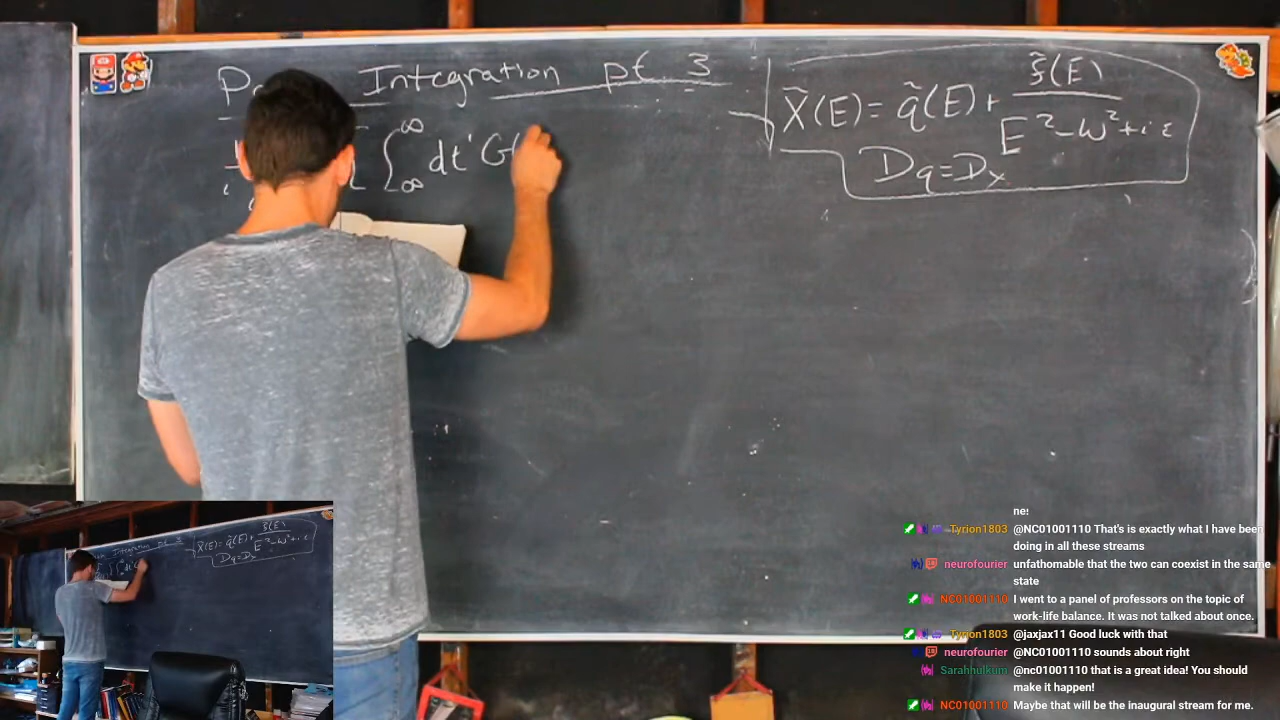 Integration pt 3
∫ ∞ ∞ dt' G(
X̃(E) = q̃(E) + ξ̃(E) / E² - ω² + iε
Dq = Dx
ne:
Tyrion1803 @NC01001110 That's is exactly what I have been
doing in all these streams
neurofourier unfathomable that the two can coexist in the same
state
NC01001110 I went to a panel of professors on the topic of
work-life balance. It was not talked about once.
Tyrion1803 @jaxjax11 Good luck with that
neurofourier @NC01001110 sounds about right
Sarahhulkum @nc01001110 that is a great idea! You should
make it happen!
NC01001110 Maybe that will be the inaugural stream for me.